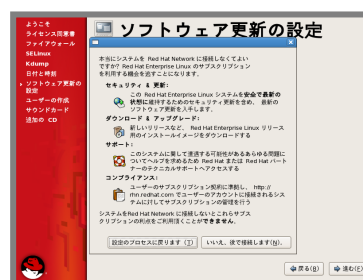 ようこそ
ライセンス同意書
ファイアウォール
SELinux
Kdump
日付と時刻
ソフトウェア更新の
設定
ユーザーの作成
サウンドカード
追加の CD
ソフトウェア更新の設定
本当にシステムを Red Hat Network に接続しなくてよい
ですか? Red Hat Enterprise Linux のサブスクリプション
を利用する機会を逃すことになります。
セキュリティ & 更新:
この Red Hat Enterprise Linux システムを安全で最新の
状態に維持するためのセキュリティ更新を含め、 最新の
ソフトウェア更新を入手します。
ダウンロード & アップグレード:
新しいリリースなど、 Red Hat Enterprise Linux リリース
用のインストールイメージをダウンロードする
サポート:
このシステムに関して遭遇する可能性があるあらゆる問題に
ついてヘルプを求めるため Red Hat または Red Hat パート
ナーのテクニカルサポートへアクセスする
コンプライアンス:
ユーザーのサブスクリプション契約に準拠し、 http://
rhn.redhat.com でユーザーのアカウントに接続されるシス
テムに対してサブスクリプションの管理を行う
システムをRed Hat Network に接続しないとこれらサブス
クリプションの利点をご利用頂くことができません。
設定のプロセスに戻ります (T)
いいえ、後で接続します(N)。
戻る(B)
進む(F)